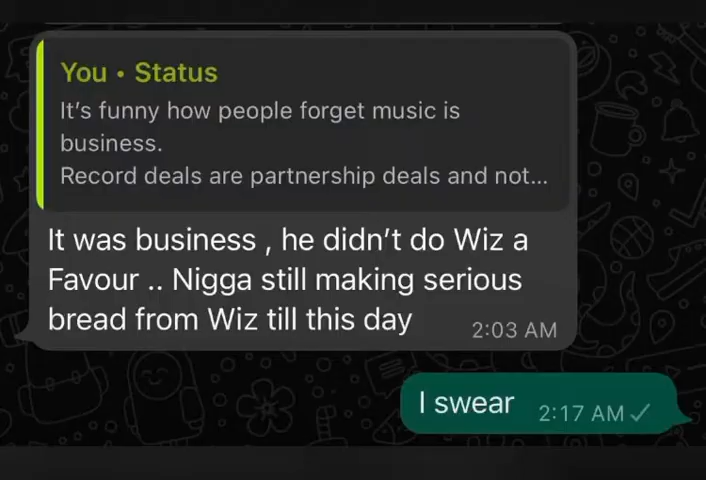 You • Status
It’s funny how people forget music is
business.
Record deals are partnership deals and not...
It was business , he didn’t do Wiz a
Favour .. Nigga still making serious
bread from Wiz till this day
2:03 AM
I swear
2:17 AM